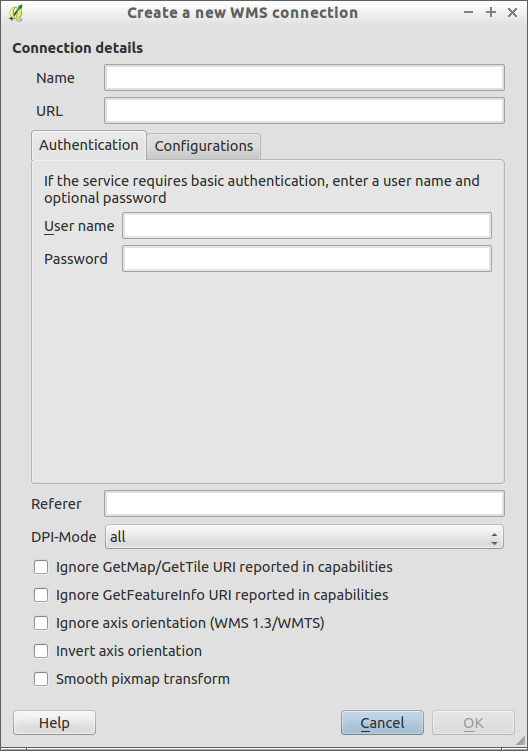 Create a new WMS connection
Connection details
Name
URL
Authentication
Configurations
If the service requires basic authentication, enter a user name and
optional password
User name
Password
Referer
DPI-Mode
all
Ignore GetMap/GetTile URI reported in capabilities
Ignore GetFeatureInfo URI reported in capabilities
Ignore axis orientation (WMS 1.3/WMTS)
Invert axis orientation
Smooth pixmap transform
Help
Cancel
OK